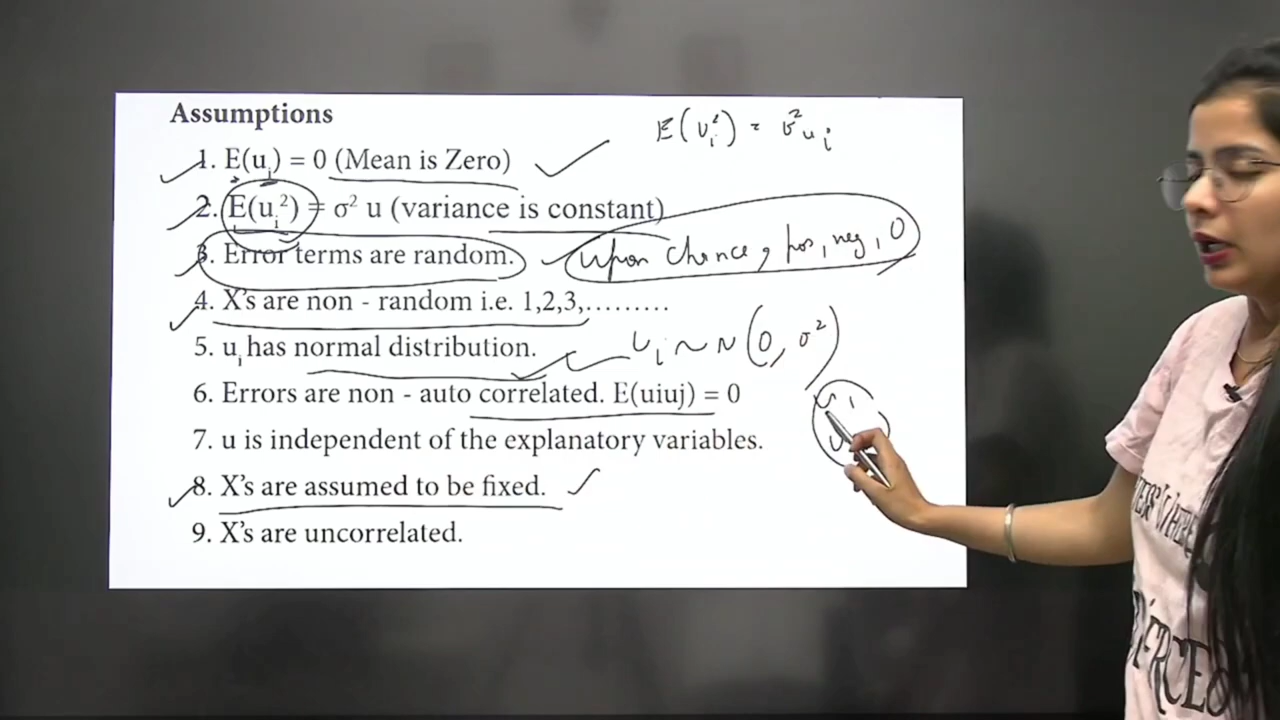 Assumptions
E(uᵢ²) = σ²uᵢ
1. E(uᵢ) = 0 (Mean is Zero)
2. E(uᵢ²) = σ² u (variance is constant)
3. Error terms are random.
Upon chance, pos, neg, 0
4. X's are non - random i.e. 1,2,3,.........
5. uᵢ has normal distribution.
Uᵢ ~ N(0, σ²)
6. Errors are non - auto correlated. E(uiuj) = 0
7. u is independent of the explanatory variables.
8. X's are assumed to be fixed.
9. X's are uncorrelated.